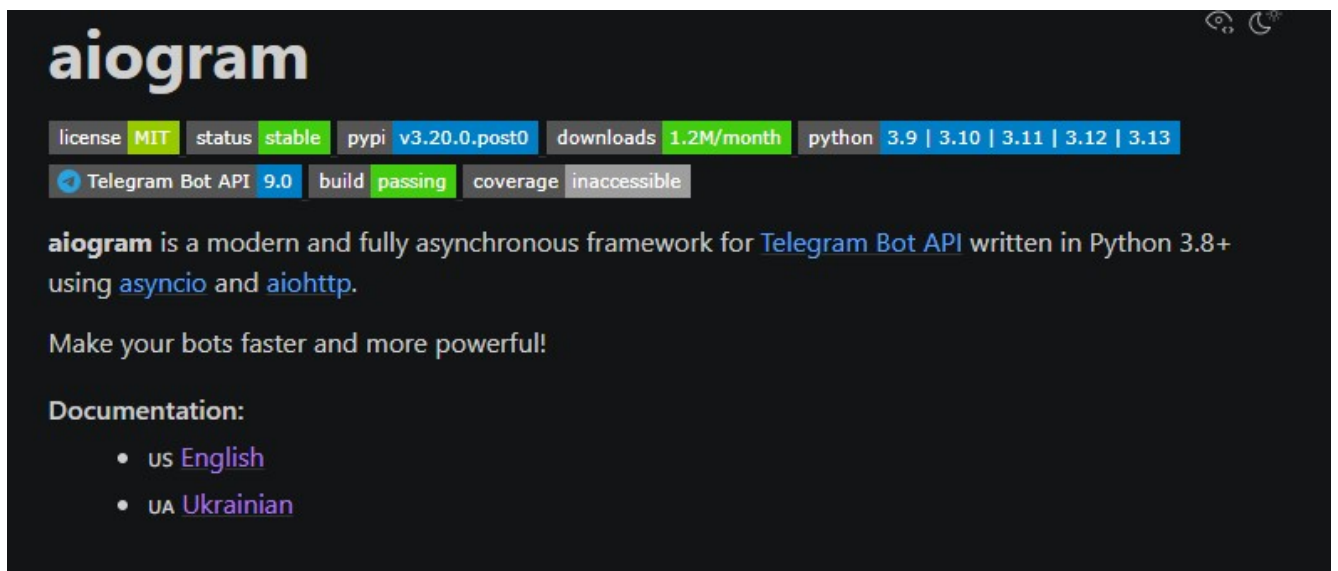 aiogram
license MIT status stable pypi v3.20.0.post0 downloads 1.2M/month python 3.9 | 3.10 | 3.11 | 3.12 | 3.13
Telegram Bot API 9.0 build passing coverage inaccessible
aiogram is a modern and fully asynchronous framework for Telegram Bot API written in Python 3.8+
using asyncio and aiohttp.
Make your bots faster and more powerful!
Documentation:
• US English
• UA Ukrainian